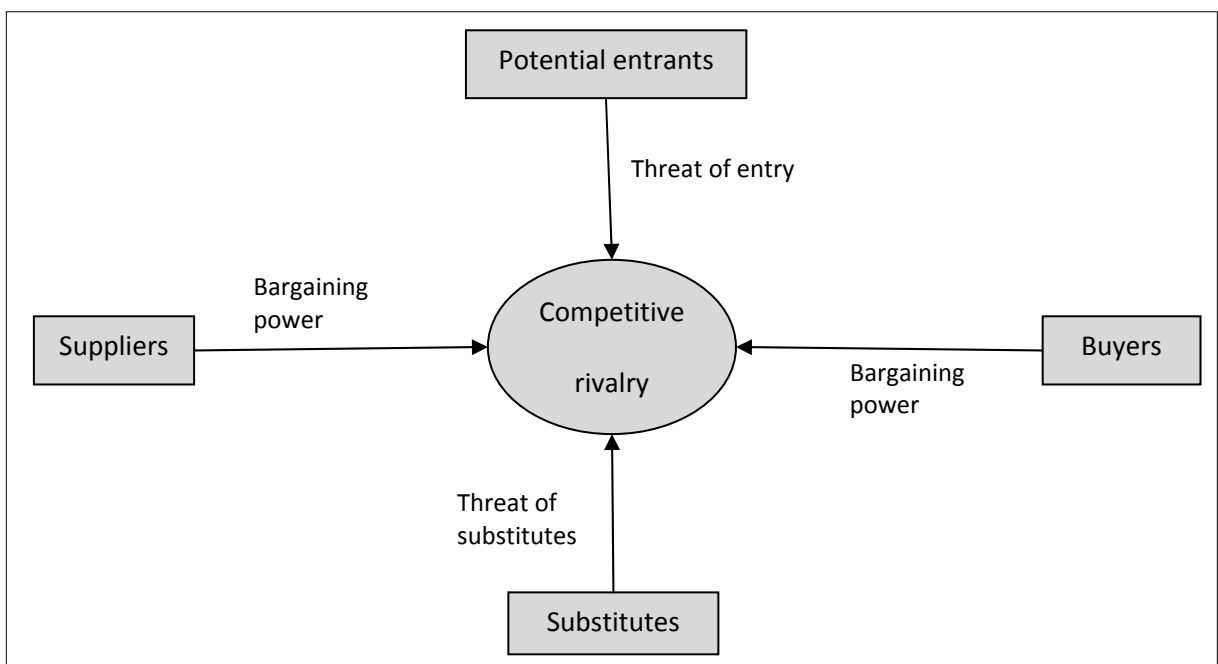 Potential entrants
Threat of entry
Bargaining
power
Competitive
rivalry
Suppliers
Buyers
Bargaining
power
Threat of
substitutes
Substitutes